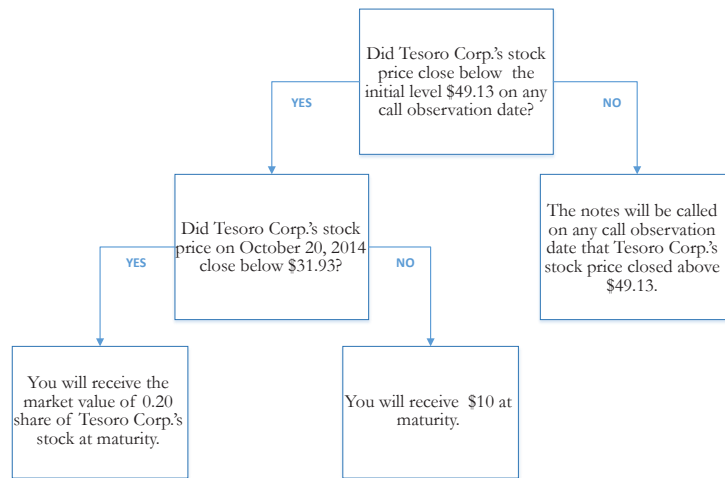 Did Tesoro Corp.'s stock
price close below the
initial level $49.13 on any
call observation date?
YES
NO
Did Tesoro Corp.'s stock
price on October 20, 2014
close below $31.93?
The notes will be called
on any call observation
date that Tesoro Corp.'s
stock price closed above
$49.13.
YES
NO
You will receive the
market value of 0.20
share of Tesoro Corp.'s
stock at maturity.
You will receive $10 at
maturity.